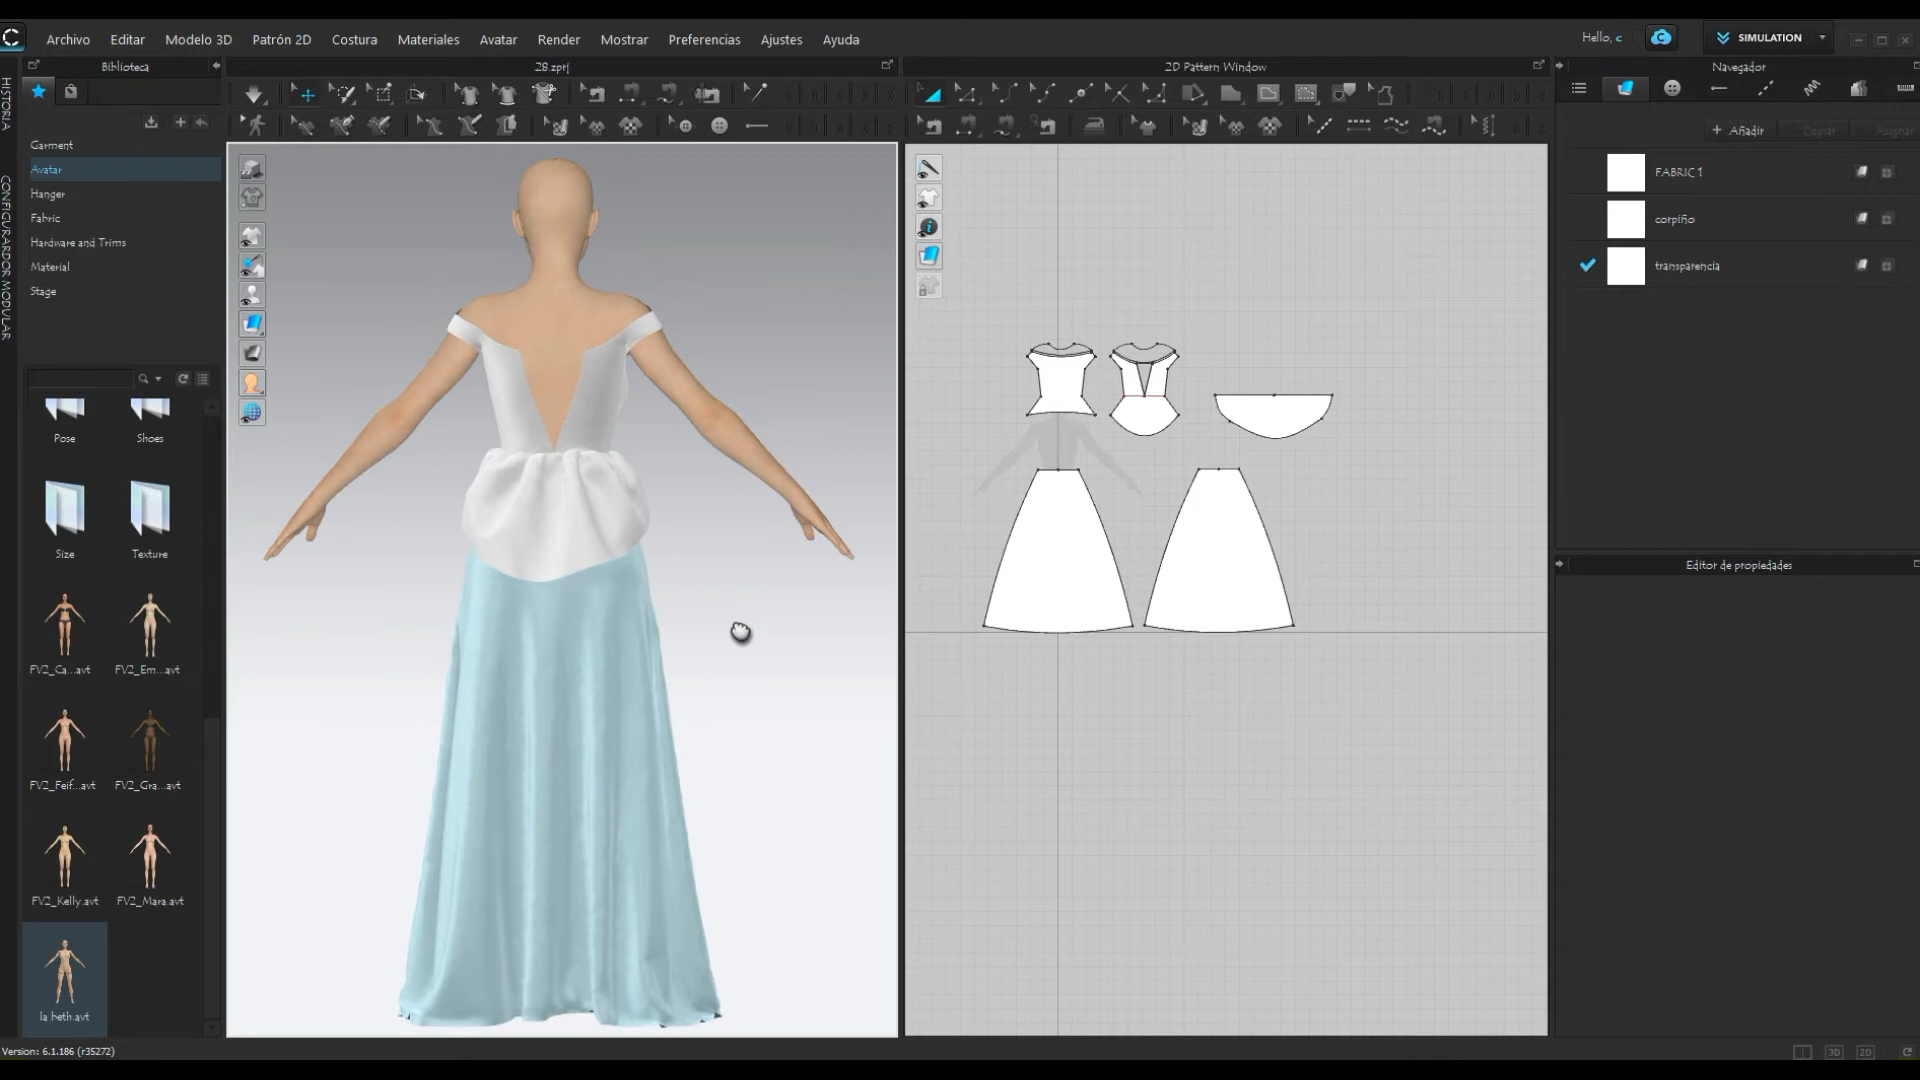 Archivo Editar Modelo 3D Patrón 2D Costura Materiales Avatar Render Mostrar Preferencias Ajustes Ayuda
Hello, c
SIMULATION
Biblioteca
28.zprj
2D Pattern Window
Navegador
HISTORIA
CONFIGURARDOR MODULAR
Garment
Avatar
Hanger
Fabric
Hardware and Trims
Material
Stage
+ Añadir
Copiar
Asignar
FABRIC 1
corpiño
transparencia
Editor de propiedades
Pose
Shoes
Size
Texture
FV2_Ca...avt
FV2_Em...avt
FV2_Feif...avt
FV2_Gra...avt
FV2_Kelly.avt
FV2_Mara.avt
la beth.avt
Version: 6.1.186 (r35272)
3D
2D